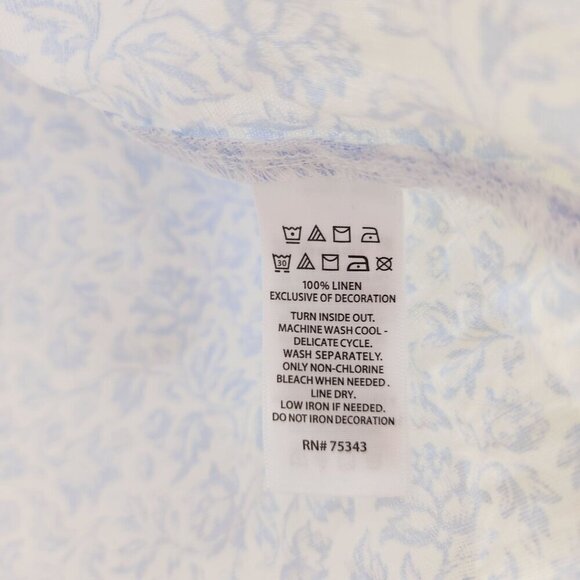 30
100% LINEN
EXCLUSIVE OF DECORATION
TURN INSIDE OUT.
MACHINE WASH COOL -
DELICATE CYCLE.
WASH SEPARATELY.
ONLY NON-CHLORINE
BLEACH WHEN NEEDED .
LINE DRY.
LOW IRON IF NEEDED.
DO NOT IRON DECORATION
RN# 75343